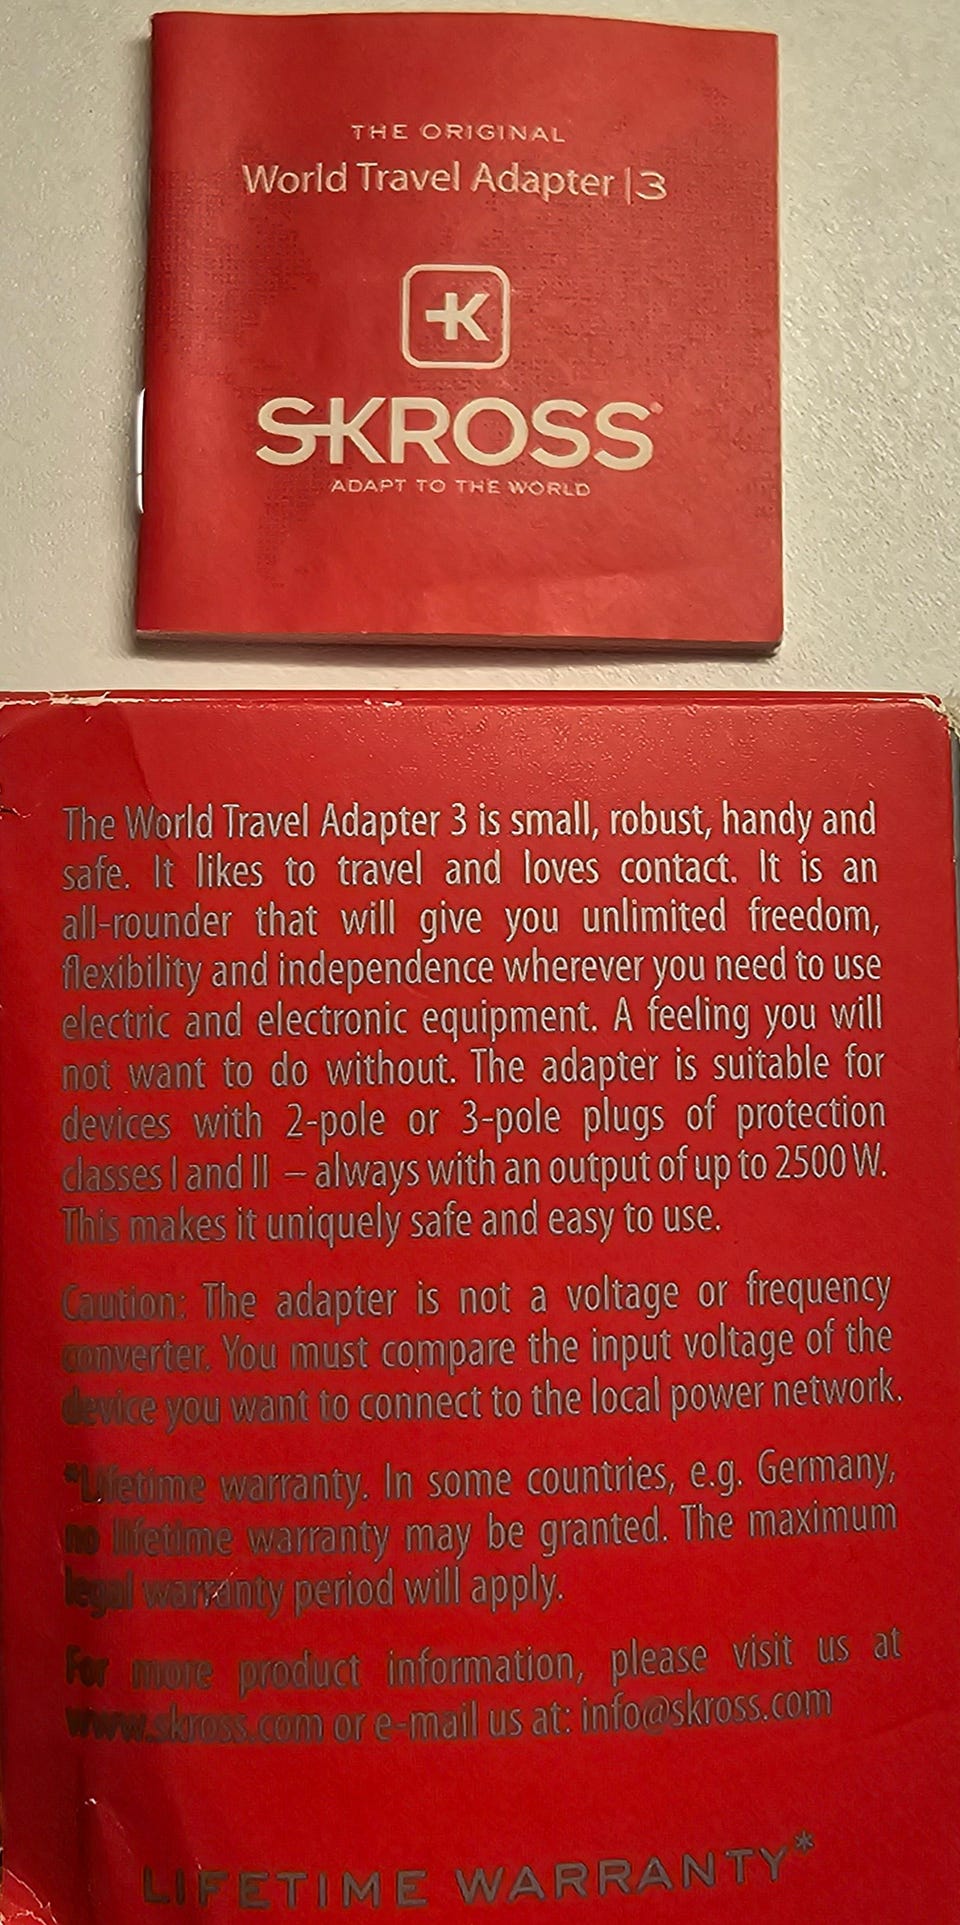 THE ORIGINAL
World Travel Adapter |3
+K
SKROSS®
ADAPT TO THE WORLD
The World Travel Adapter 3 is small, robust, handy and
safe. It likes to travel and loves contact. It is an
all-rounder that will give you unlimited freedom,
flexibility and independence wherever you need to use
electric and electronic equipment. A feeling you will
not want to do without. The adapter is suitable for
devices with 2-pole or 3-pole plugs of protection
classes I and II – always with an output of up to 2500 W.
This makes it uniquely safe and easy to use.
Caution: The adapter is not a voltage or frequency
converter. You must compare the input voltage of the
device you want to connect to the local power network.
*Lifetime warranty. In some countries, e.g. Germany,
no lifetime warranty may be granted. The maximum
legal warranty period will apply.
For more product information, please visit us at
www.skross.com or e-mail us at: info@skross.com
LIFETIME WARRANTY*